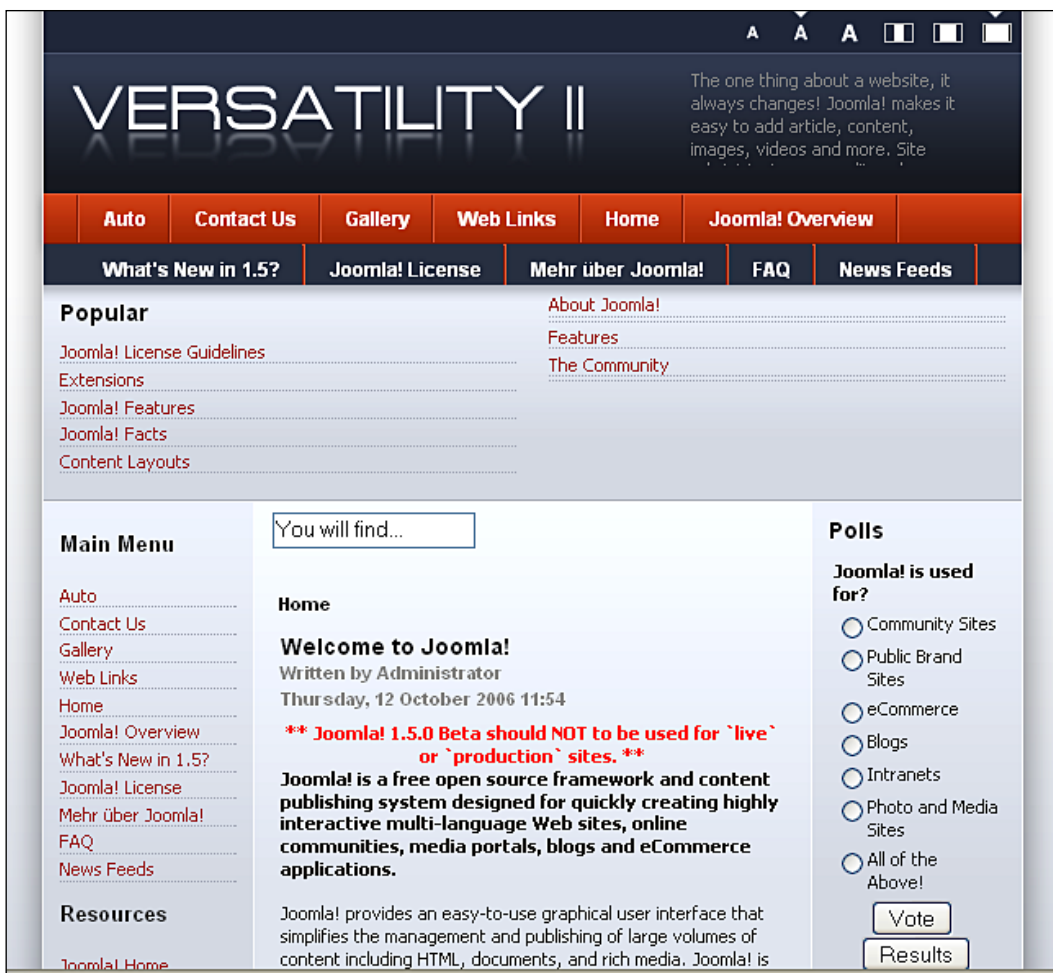 A A A
VERSATILITY II
The one thing about a website, it
always changes! Joomla! makes it
easy to add article, content,
images, videos and more. Site
Auto Contact Us Gallery Web Links Home Joomla! Overview
What's New in 1.5? Joomla! License Mehr über Joomla! FAQ News Feeds
Popular
Joomla! License Guidelines
Extensions
Joomla! Features
Joomla! Facts
Content Layouts
About Joomla!
Features
The Community
Main Menu
Auto
Contact Us
Gallery
Web Links
Home
Joomla! Overview
What's New in 1.5?
Joomla! License
Mehr über Joomla!
FAQ
News Feeds
Resources
Joomla! Home
You will find...
Home
Welcome to Joomla!
Written by Administrator
Thursday, 12 October 2006 11:54
** Joomla! 1.5.0 Beta should NOT to be used for `live`
or `production` sites. **
Joomla! is a free open source framework and content
publishing system designed for quickly creating highly
interactive multi-language Web sites, online
communities, media portals, blogs and eCommerce
applications.
Joomla! provides an easy-to-use graphical user interface that
simplifies the management and publishing of large volumes of
content including HTML, documents, and rich media. Joomla! is
Polls
Joomla! is used
for?
Community Sites
Public Brand
Sites
eCommerce
Blogs
Intranets
Photo and Media
Sites
All of the
Above!
Vote
Results